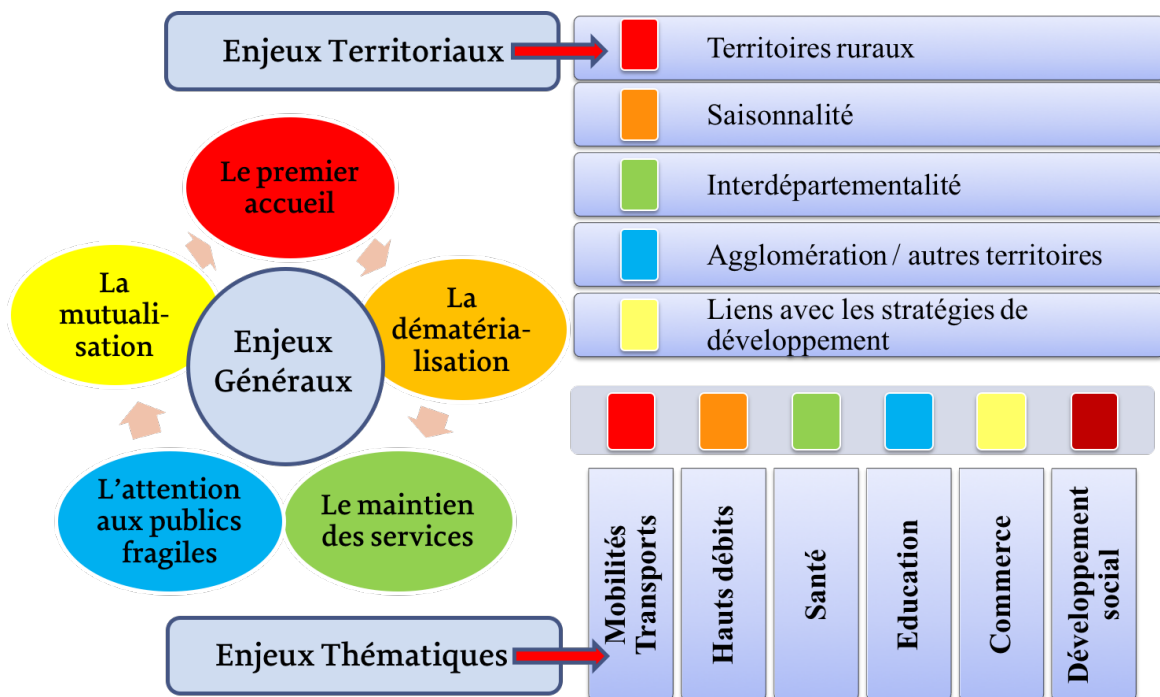 Enjeux Territoriaux
Territoires ruraux
Saisonnalité
Interdépartementalité
Agglomération / autres territoires
Liens avec les stratégies de
développement
Le premier
accueil
La
dématéria-
lisation
Le maintien
des services
L'attention
aux publics
fragiles
La
mutuali-
sation
Enjeux
Généraux
Enjeux Thématiques
Mobilités
Transports
Hauts débits
Santé
Education
Commerce
Développement
social